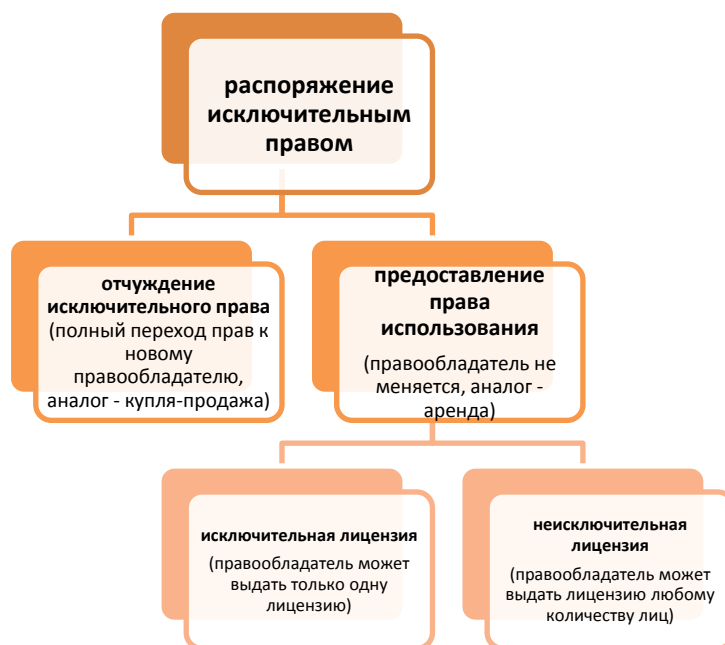 распоряжение
исключительным
правом
отчуждение
исключительного права
(полный переход прав к
новому
правообладателю,
аналог - купля-продажа)
предоставление
права
использования
(правообладатель не
меняется, аналог -
аренда)
исключительная лицензия
(правообладатель может
выдать только одну
лицензию)
неисключительная
лицензия
(правообладатель может
выдать лицензию любому
количеству лиц)